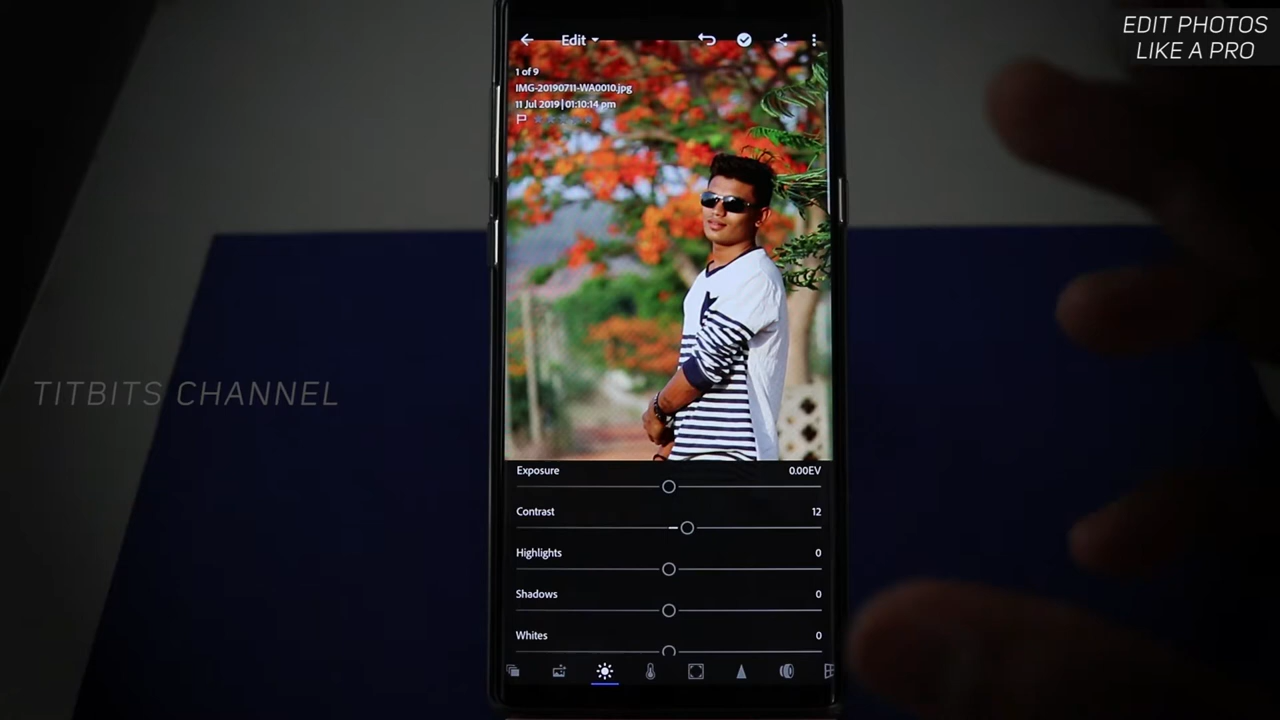 EDIT PHOTOS
LIKE A PRO
Edit
1 of 9
IMG-20190711-WA0010.jpg
11 Jul 2019 | 01:10:14 pm
TITBITS CHANNEL
Exposure 0.00EV
Contrast 12
Highlights 0
Shadows 0
Whites 0